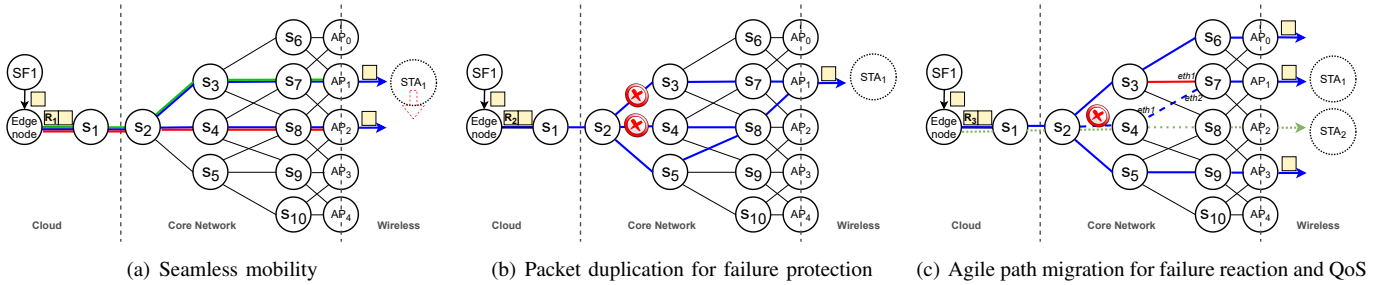 SF1
Edge node
R1
S1
S2
S3
S4
S5
S6
S7
S8
S9
S10
AP0
AP1
AP2
AP3
AP4
STA1
Cloud
Core Network
Wireless
(a) Seamless mobility
SF1
Edge node
R2
S1
S2
S3
S4
S5
S6
S7
S8
S9
S10
AP0
AP1
AP2
AP3
AP4
STA1
Cloud
Core Network
Wireless
(b) Packet duplication for failure protection
SF1
Edge node
R3
S1
S2
S3
S4
S5
S6
S7
S8
S9
S10
eth1
eth1
eth2
AP0
AP1
AP2
AP3
AP4
STA1
STA2
Cloud
Core Network
Wireless
(c) Agile path migration for failure reaction and QoS